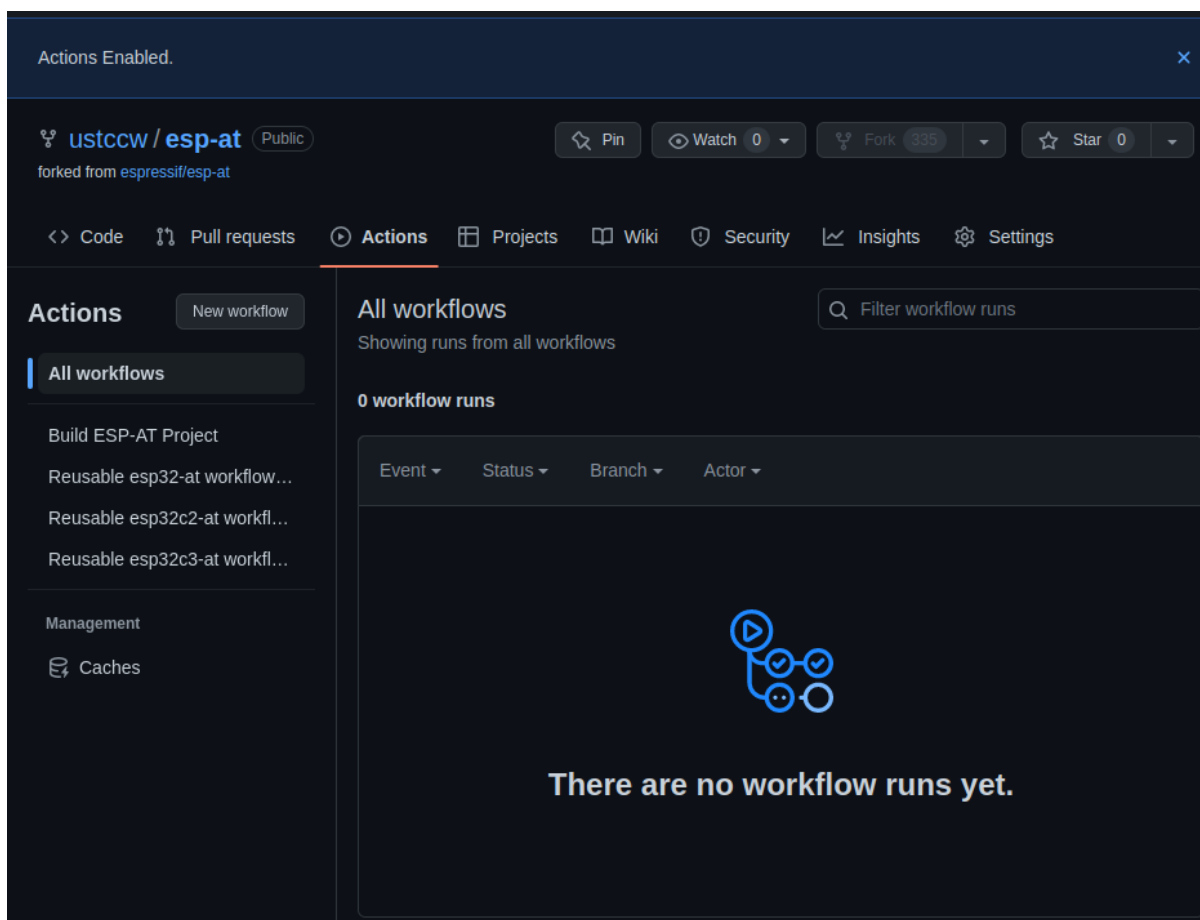 Actions Enabled.
ustccw / esp-at Public
Pin
Watch 0
Fork 335
Star 0
forked from espressif/esp-at
Code
Pull requests
Actions
Projects
Wiki
Security
Insights
Settings
Actions
New workflow
All workflows
Build ESP-AT Project
Reusable esp32-at workflow…
Reusable esp32c2-at workfl…
Reusable esp32c3-at workfl…
Management
Caches
All workflows
Showing runs from all workflows
Filter workflow runs
0 workflow runs
Event
Status
Branch
Actor
There are no workflow runs yet.